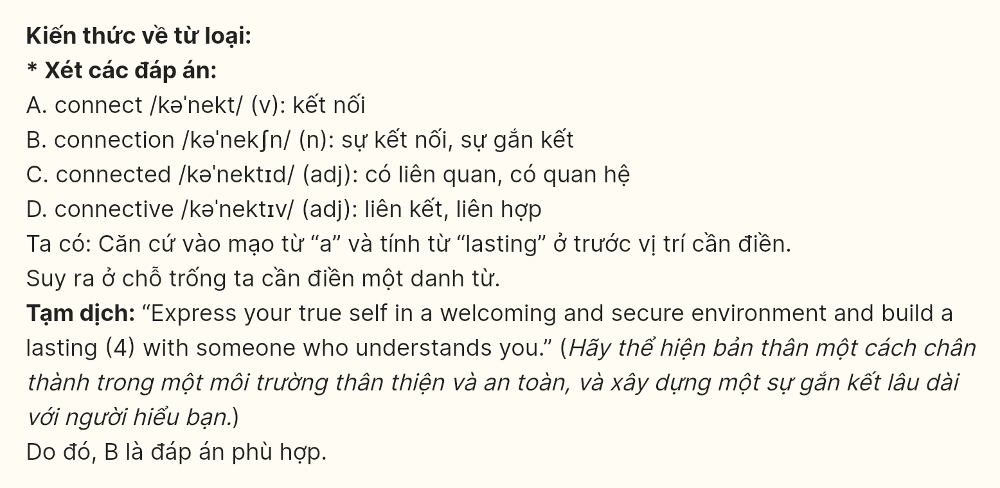 Kiến thức về từ loại:
* Xét các đáp án:
A. connect /kəˈnekt/ (v): kết nối
B. connection /kəˈnekʃn/ (n): sự kết nối, sự gắn kết
C. connected /kəˈnektɪd/ (adj): có liên quan, có quan hệ
D. connective /kəˈnektɪv/ (adj): liên kết, liên hợp
Ta có: Căn cứ vào mạo từ “a” và tính từ “lasting” ở trước vị trí cần điền.
Suy ra ở chỗ trống ta cần điền một danh từ.
Tạm dịch: “Express your true self in a welcoming and secure environment and build a
lasting (4) with someone who understands you.” (Hãy thể hiện bản thân một cách chân
thành trong một môi trường thân thiện và an toàn, và xây dựng một sự gắn kết lâu dài
với người hiểu bạn.)
Do đó, B là đáp án phù hợp.